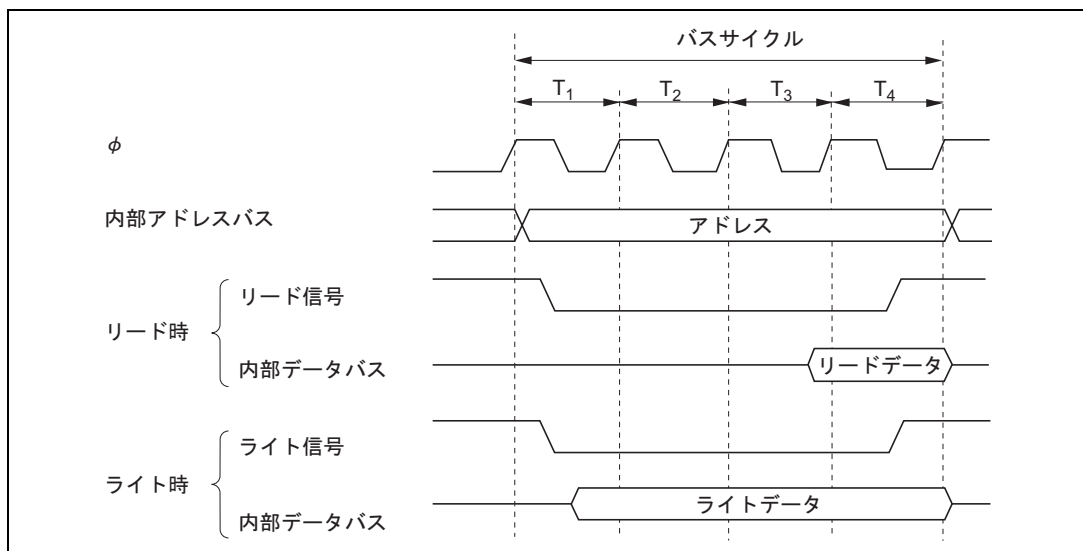 バスサイクル
T1 T2 T3 T4
φ
内部アドレスバス アドレス
リード時
リード信号
内部データバス リードデータ
ライト時
ライト信号
内部データバス ライトデータ